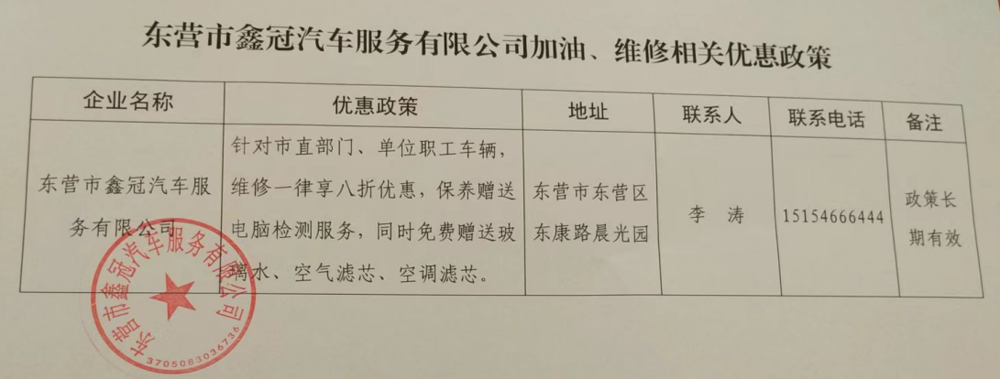 东营市鑫冠汽车服务有限公司加油、维修相关优惠政策
企业名称
优惠政策
地址
联系人
联系电话
备注
东营市鑫冠汽车服
务有限公司
针对市直部门、单位职工车辆，
维修一律享八折优惠，保养赠送
电脑检测服务，同时免费赠送玻
璃水、空气滤芯、空调滤芯。
东营市东营区
东康路晨光园
李 涛
15154666444
政策长
期有效
东营市鑫冠汽车服务有限公司
3705083036736